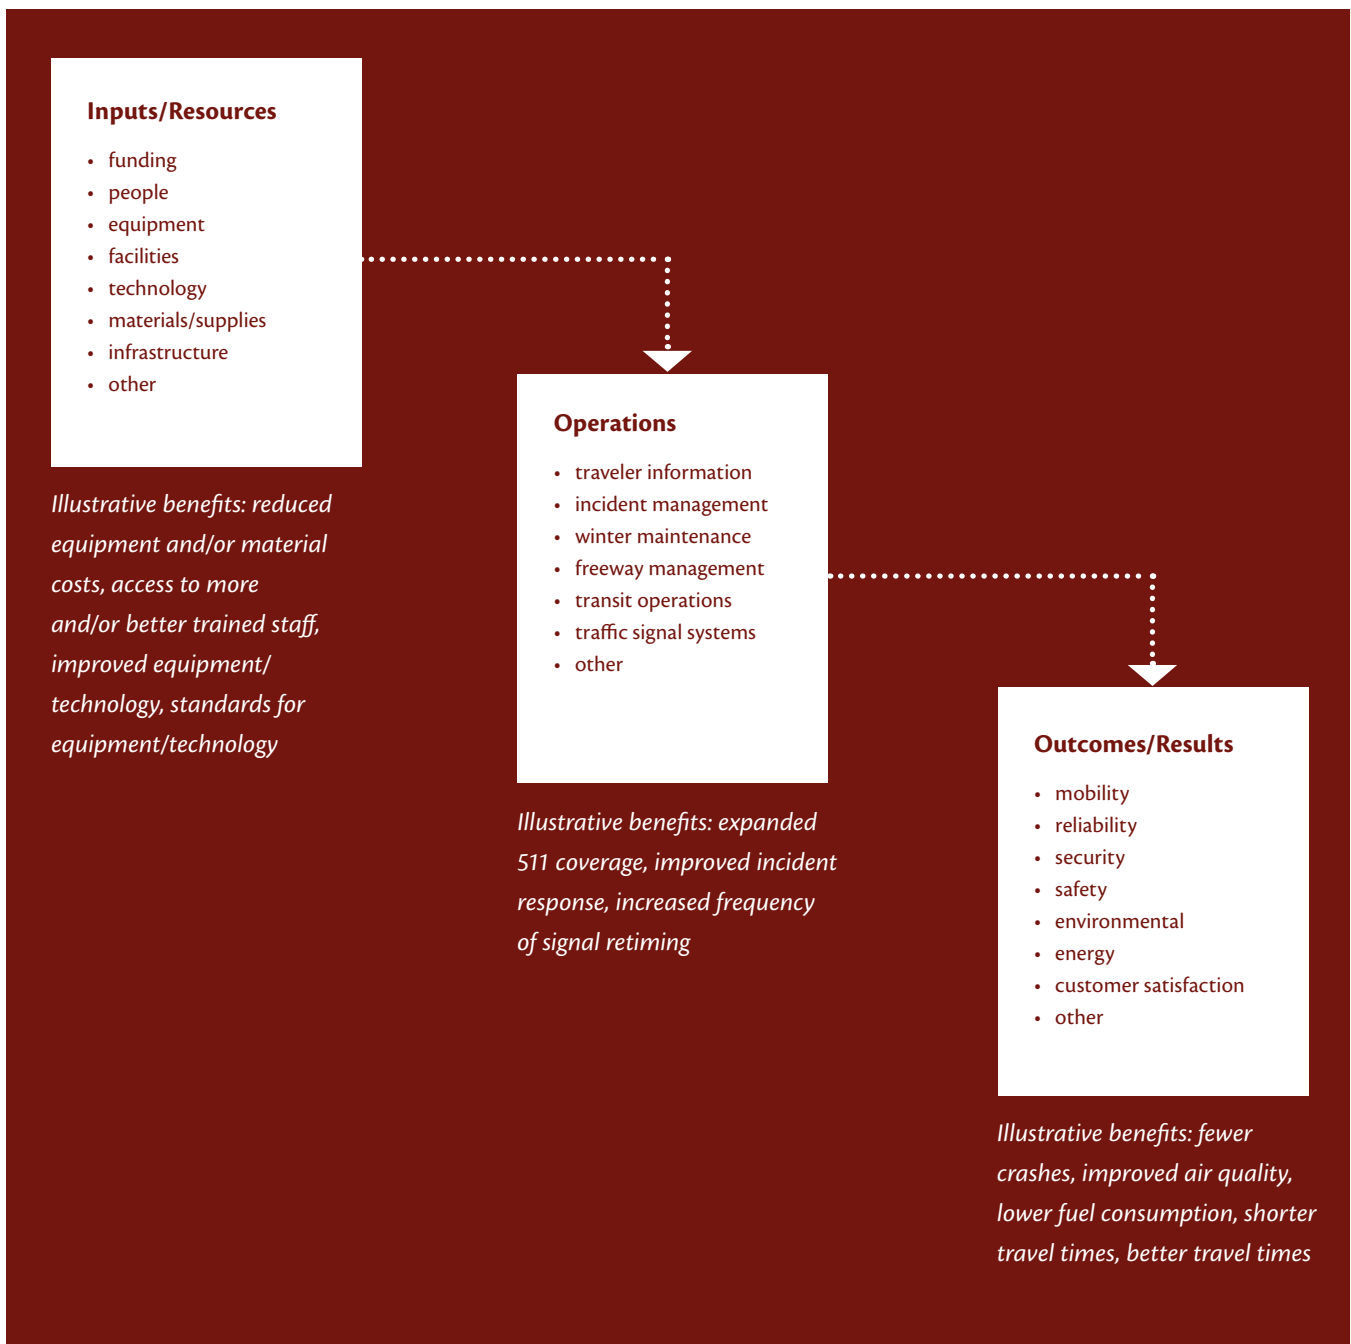 Inputs/Resources
• funding
• people
• equipment
• facilities
• technology
• materials/supplies
• infrastructure
• other
Illustrative benefits: reduced
equipment and/or material
costs, access to more
and/or better trained staff,
improved equipment/
technology, standards for
equipment/technology
Operations
• traveler information
• incident management
• winter maintenance
• freeway management
• transit operations
• traffic signal systems
• other
Illustrative benefits: expanded
511 coverage, improved incident
response, increased frequency
of signal retiming
Outcomes/Results
• mobility
• reliability
• security
• safety
• environmental
• energy
• customer satisfaction
• other
Illustrative benefits: fewer
crashes, improved air quality,
lower fuel consumption, shorter
travel times, better travel times